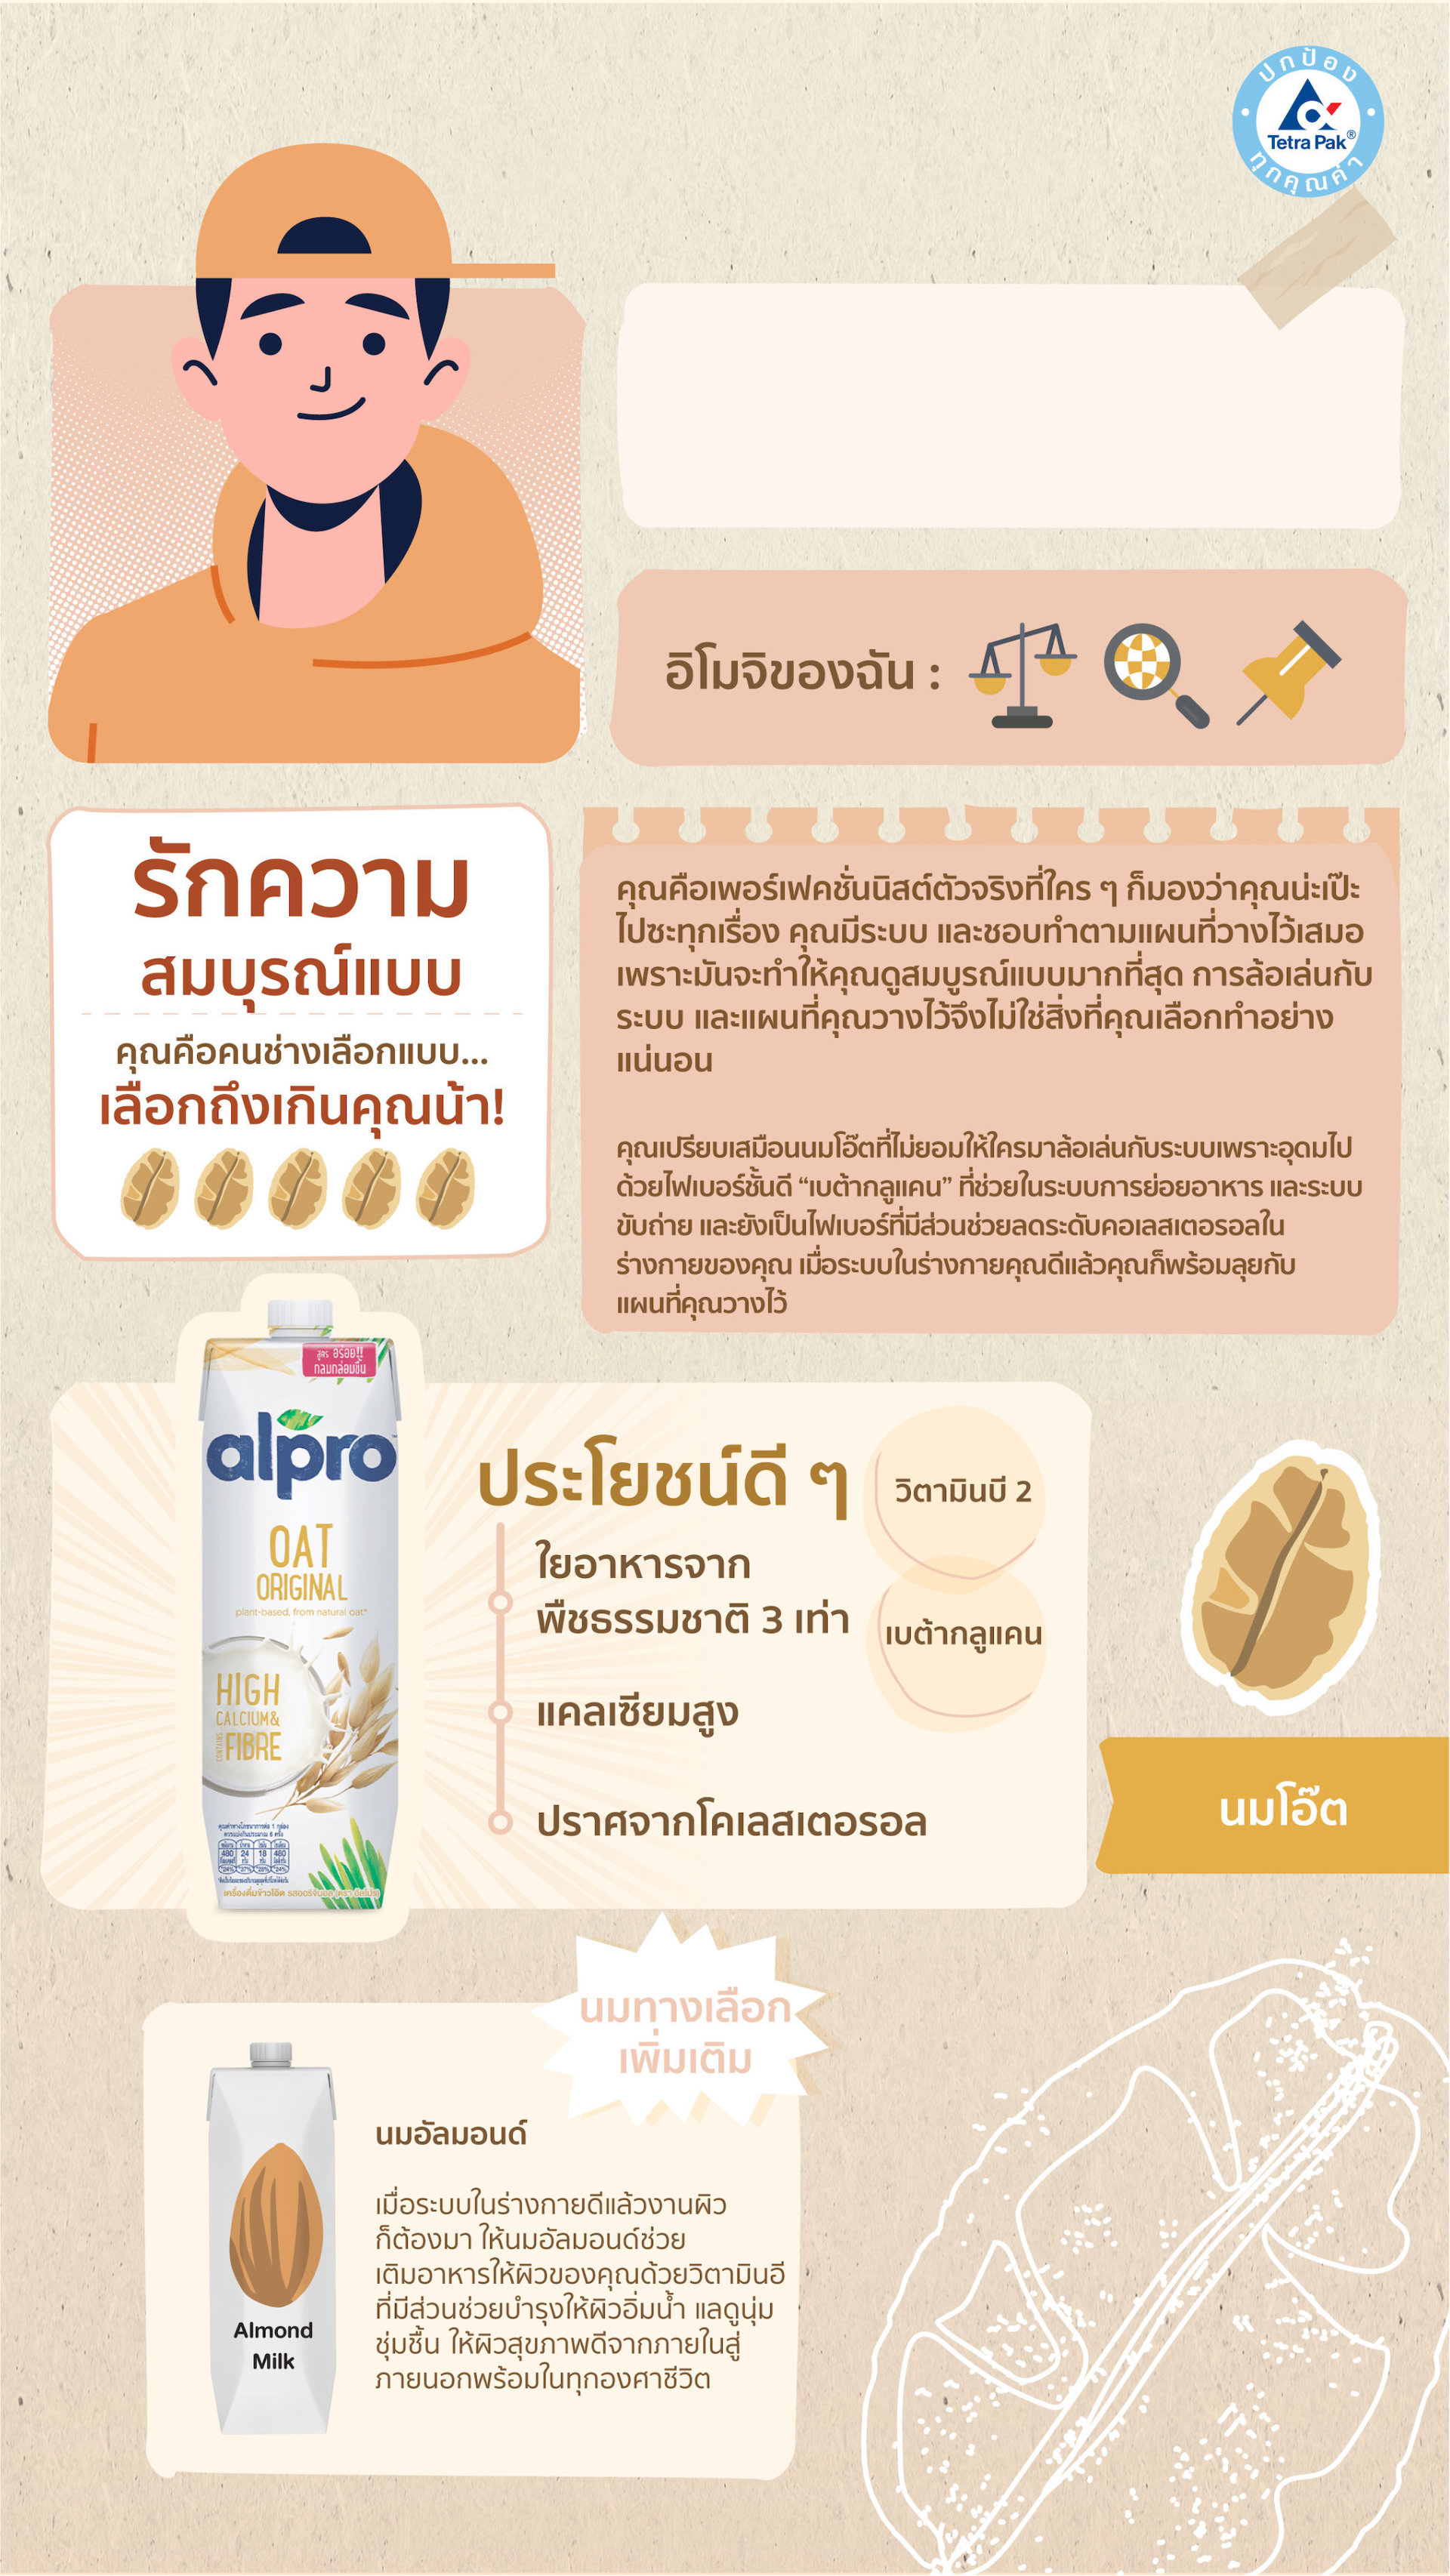 ปกป้อง
Tetra Pak®
ทุกคุณค่า
อิโมจิของฉัน :
รักความ
สมบุรณ์แบบ
คุณคือคนช่างเลือกแบบ...
เลือกถึงเกินคุณน้า!
คุณคือเพอร์เฟคชั่นนิสต์ตัวจริงที่ใคร ๆ ก็มองว่าคุณน่ะเป๊ะ
ไปซะทุกเรื่อง คุณมีระบบ และชอบทำตามแผนที่วางไว้เสมอ
เพราะมันจะทำให้คุณดูสมบูรณ์แบบมากที่สุด การล้อเล่นกับ
ระบบ และแผนที่คุณวางไว้จึงไม่ใช่สิ่งที่คุณเลือกทำอย่าง
แน่นอน
คุณเปรียบเสมือนนมโอ๊ตที่ไม่ยอมให้ใครมาล้อเล่นกับระบบเพราะอุดมไป
ด้วยไฟเบอร์ชั้นดี “เบต้ากลูแคน” ที่ช่วยในระบบการย่อยอาหาร และระบบ
ขับถ่าย และยังเป็นไฟเบอร์ที่มีส่วนช่วยลดระดับคอเลสเตอรอลใน
ร่างกายของคุณ เมื่อระบบในร่างกายคุณดีแล้วคุณก็พร้อมลุยกับ
แผนที่คุณวางไว้
สูตร อร่อย!!
กลมกล่อมขึ้น
alpro™
OAT
ORIGINAL
plant-based, from natural oat*
HIGH
CALCIUM&
CONTAINS FIBRE
480 24 18 480
เครื่องดื่มข้าวโอ๊ต รสออริจินอล (ตรา อัลโปร)
ประโยชน์ดี ๆ
ใยอาหารจาก
พืชธรรมชาติ 3 เท่า
แคลเซียมสูง
ปราศจากโคเลสเตอรอล
วิตามินบี 2
เบต้ากลูแคน
นมโอ๊ต
นมทางเลือก
เพิ่มเติม
Almond
Milk
นมอัลมอนด์
เมื่อระบบในร่างกายดีแล้วงานผิว
ก็ต้องมา ให้นมอัลมอนด์ช่วย
เติมอาหารให้ผิวของคุณด้วยวิตามินอี
ที่มีส่วนช่วยบำรุงให้ผิวอิ่มน้ำ แลดูนุ่ม
ชุ่มชื้น ให้ผิวสุขภาพดีจากภายในสู่
ภายนอกพร้อมในทุกองศาชีวิต